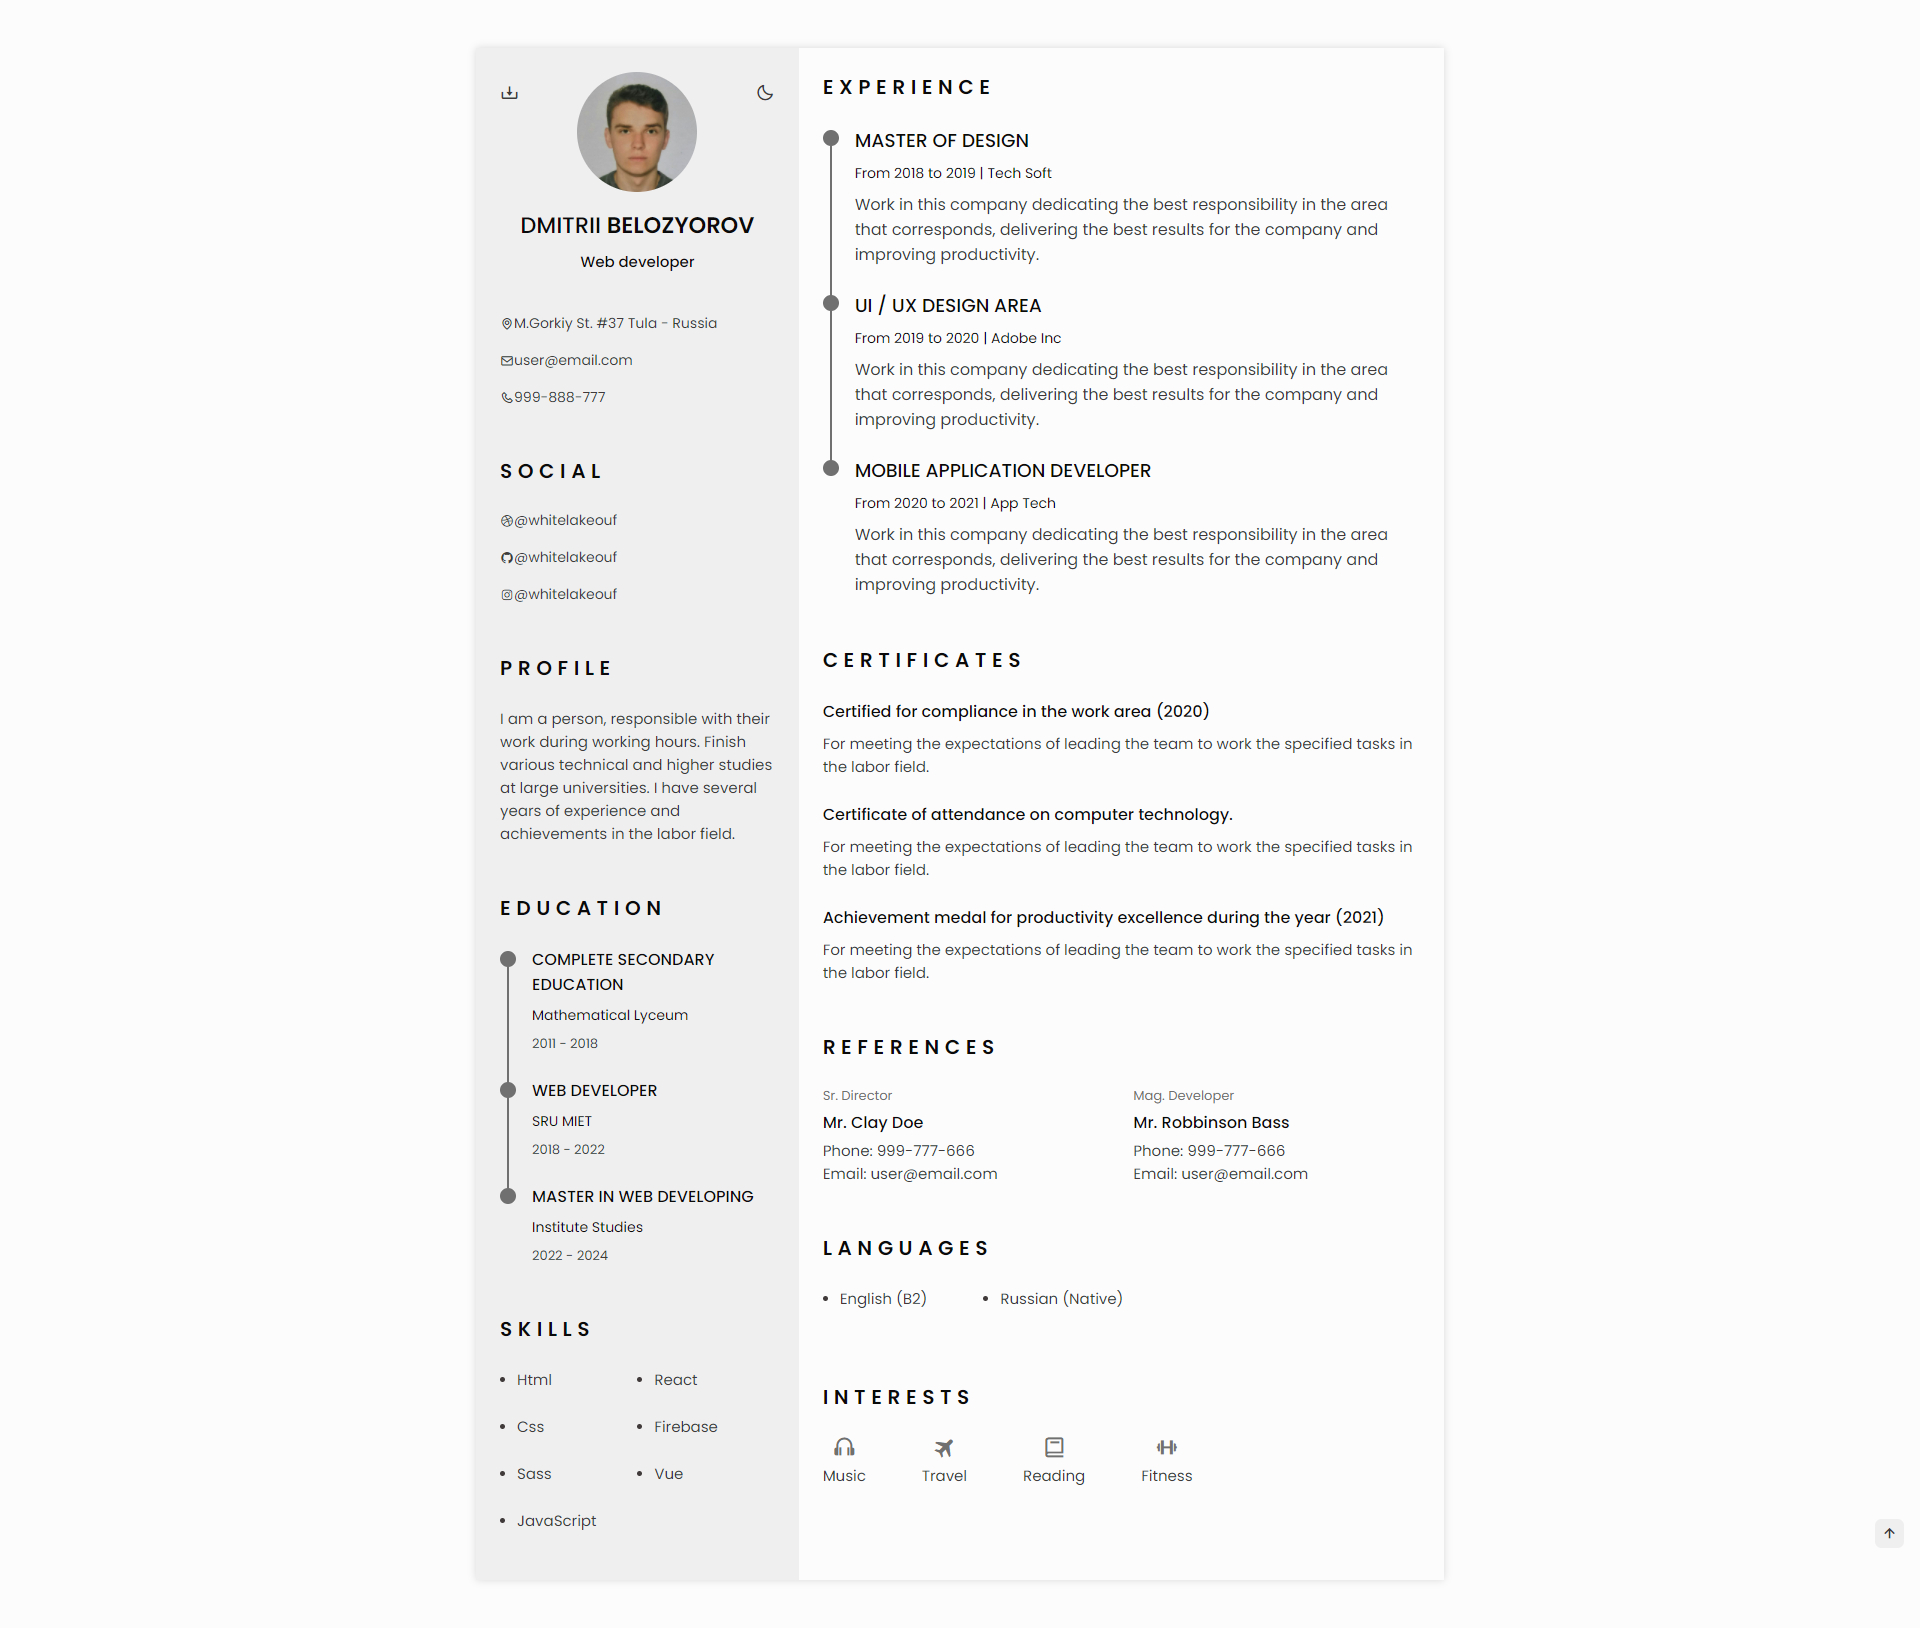 DMITRII BELOZYOROV
Web developer
M.Gorkiy St. #37 Tula - Russia
user@email.com
999-888-777
SOCIAL
@whitelakeouf
@whitelakeouf
@whitelakeouf
PROFILE
I am a person, responsible with their
work during working hours. Finish
various technical and higher studies
at large universities. I have several
years of experience and
achievements in the labor field.
EDUCATION
COMPLETE SECONDARY
EDUCATION
Mathematical Lyceum
2011 - 2018
WEB DEVELOPER
SRU MIET
2018 - 2022
MASTER IN WEB DEVELOPING
Institute Studies
2022 - 2024
SKILLS
Html
Css
Sass
JavaScript
React
Firebase
Vue
EXPERIENCE
MASTER OF DESIGN
From 2018 to 2019 | Tech Soft
Work in this company dedicating the best responsibility in the area
that corresponds, delivering the best results for the company and
improving productivity.
UI / UX DESIGN AREA
From 2019 to 2020 | Adobe Inc
Work in this company dedicating the best responsibility in the area
that corresponds, delivering the best results for the company and
improving productivity.
MOBILE APPLICATION DEVELOPER
From 2020 to 2021 | App Tech
Work in this company dedicating the best responsibility in the area
that corresponds, delivering the best results for the company and
improving productivity.
CERTIFICATES
Certified for compliance in the work area (2020)
For meeting the expectations of leading the team to work the specified tasks in
the labor field.
Certificate of attendance on computer technology.
For meeting the expectations of leading the team to work the specified tasks in
the labor field.
Achievement medal for productivity excellence during the year (2021)
For meeting the expectations of leading the team to work the specified tasks in
the labor field.
REFERENCES
Sr. Director
Mr. Clay Doe
Phone: 999-777-666
Email: user@email.com
Mag. Developer
Mr. Robbinson Bass
Phone: 999-777-666
Email: user@email.com
LANGUAGES
English (B2)
Russian (Native)
INTERESTS
Music
Travel
Reading
Fitness